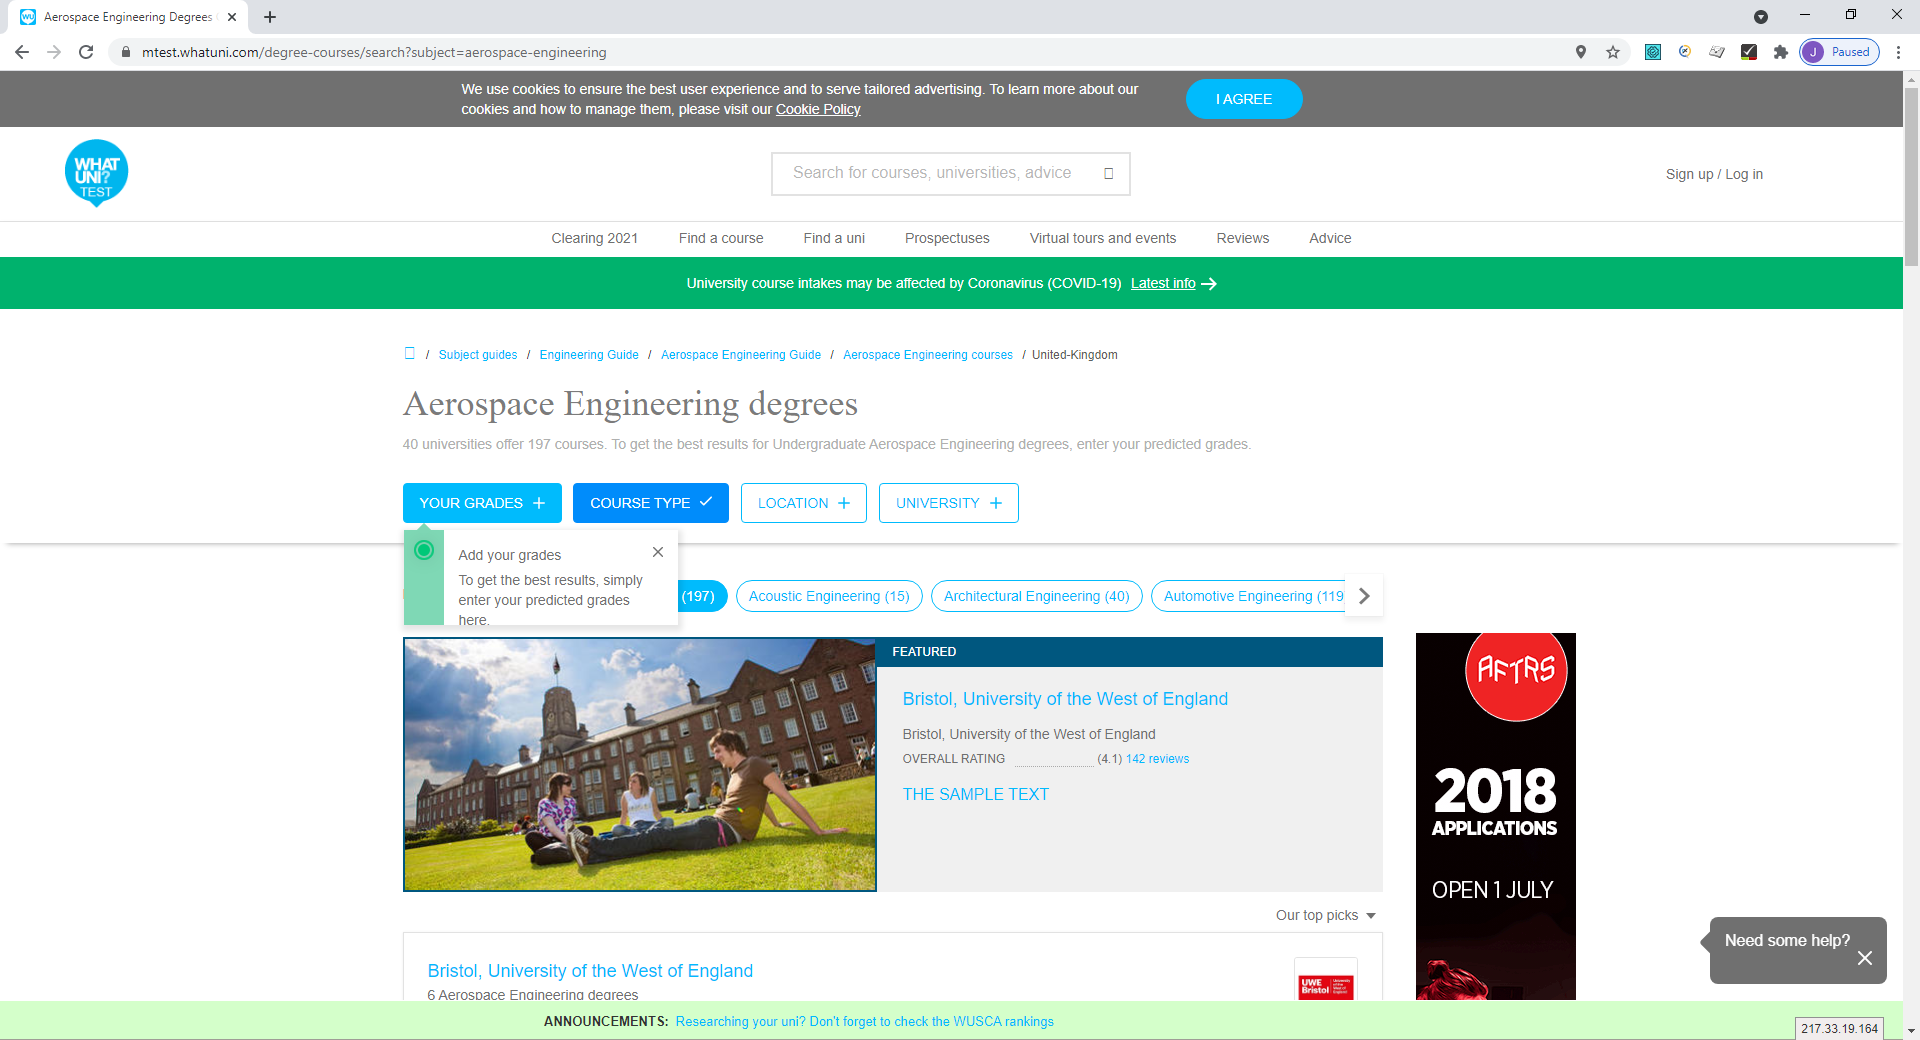 Aerospace Engineering Degrees
mtest.whatuni.com/degree-courses/search?subject=aerospace-engineering
J Paused
We use cookies to ensure the best user experience and to serve tailored advertising. To learn more about our
cookies and how to manage them, please visit our Cookie Policy
I AGREE
WHAT
UNI?
TEST
Search for courses, universities, advice
Sign up / Log in
Clearing 2021 Find a course Find a uni Prospectuses Virtual tours and events Reviews Advice
University course intakes may be affected by Coronavirus (COVID-19) Latest info
/ Subject guides / Engineering Guide / Aerospace Engineering Guide / Aerospace Engineering courses / United-Kingdom
Aerospace Engineering degrees
40 universities offer 197 courses. To get the best results for Undergraduate Aerospace Engineering degrees, enter your predicted grades.
YOUR GRADES COURSE TYPE LOCATION UNIVERSITY
Add your grades
To get the best results, simply
enter your predicted grades
here.
(197) Acoustic Engineering (15) Architectural Engineering (40) Automotive Engineering (119
FEATURED
Bristol, University of the West of England
Bristol, University of the West of England
OVERALL RATING (4.1) 142 reviews
THE SAMPLE TEXT
AFTRS
2018
APPLICATIONS
OPEN 1 JULY
Our top picks
Need some help?
Bristol, University of the West of England
6 Aerospace Engineering degrees
UWE
Bristol
ANNOUNCEMENTS: Researching your uni? Don't forget to check the WUSCA rankings
217.33.19.164